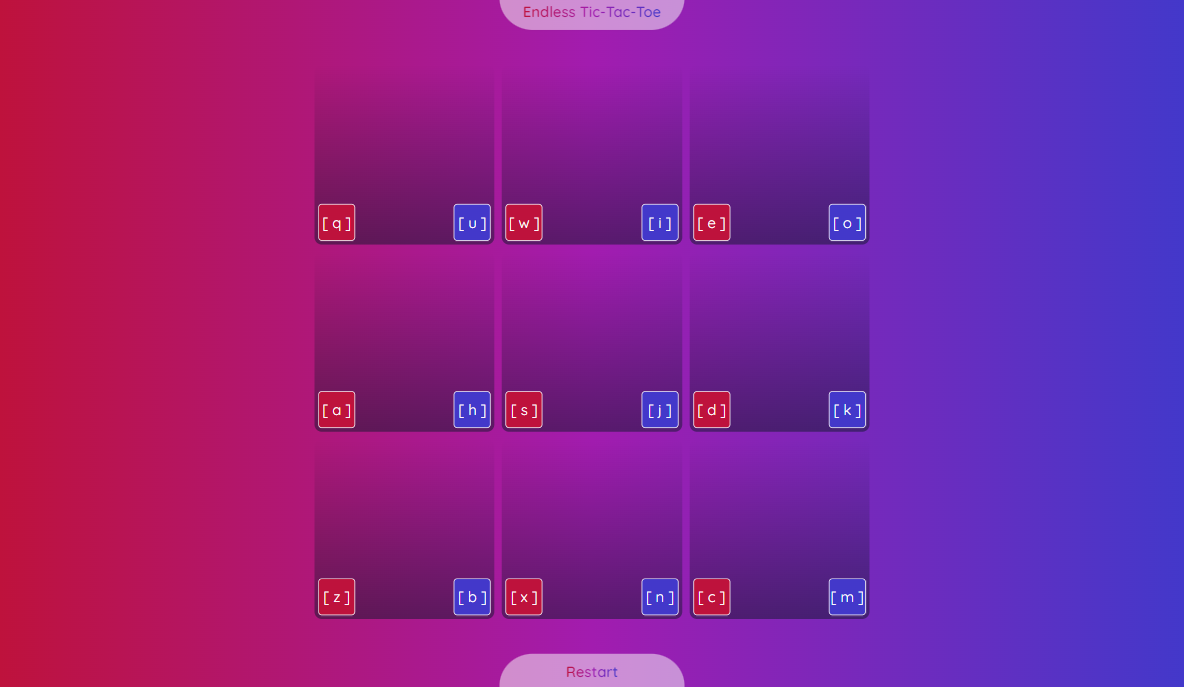 Endless Tic-Tac-Toe
[ q ] [ u ] [ w ] [ i ] [ e ] [ o ]
[ a ] [ h ] [ s ] [ j ] [ d ] [ k ]
[ z ] [ b ] [ x ] [ n ] [ c ] [ m ]
Restart